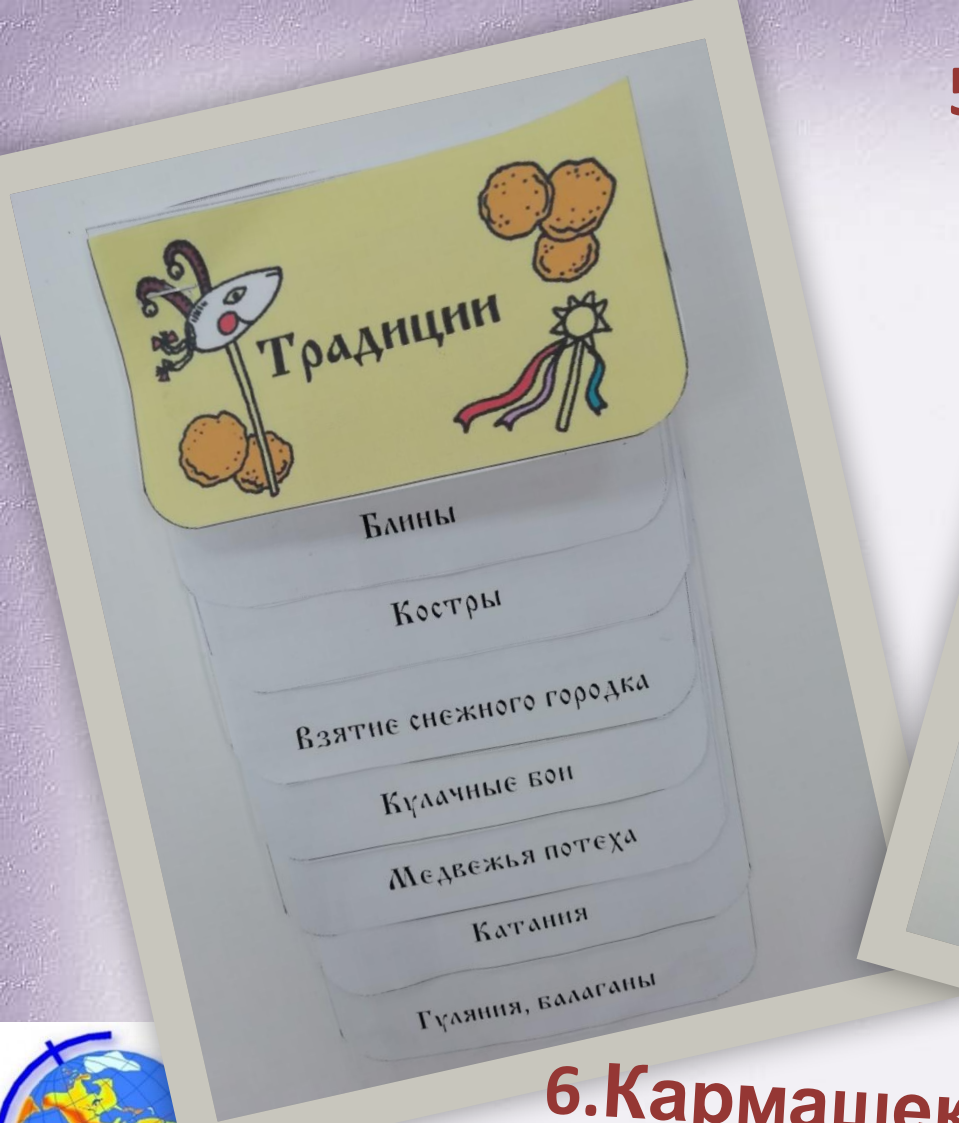 Традиции
Блины
Костры
Взятие снежного городка
Кулачные бои
Медвежья потеха
Катания
Гуляния, балаганы
6.Кармашек